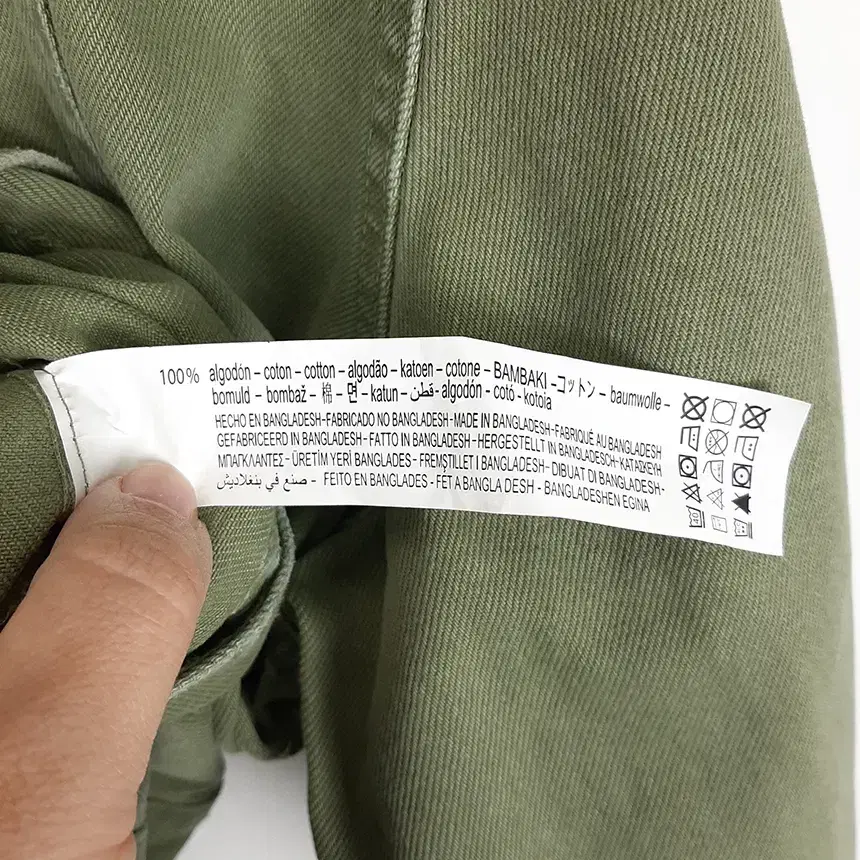 100% algodón – coton – cotton – algodão – katoen – cotone – BAMBAKI -コットン – baumwolle –
bomuld – bombaž – 棉 – 면 – katun – قطن - algodón - cotó - kotoia
HECHO EN BANGLADESH-FABRICADO NO BANGLADESH-MADE IN BANGLADESH-FABRIQUÉ AU BANGLADESH
GEFABRICEERD IN BANGLADESH - FATTO IN BANGLADESH - HERGESTELLT IN BANGLADESCH- ΚΑΤΑΣΚΕΥΗ
ΜΠΑΓΚΛΑΝΤΕΣ - ÜRETİM YERİ BANGLADES - FREMSTILLET I BANGLADESH - DIBUAT DI BANGLADESH -
صنع في بنغلاديش - FEITO EN BANGLADES - FET A BANGLA DESH - BANGLADESHEN EGINA
40